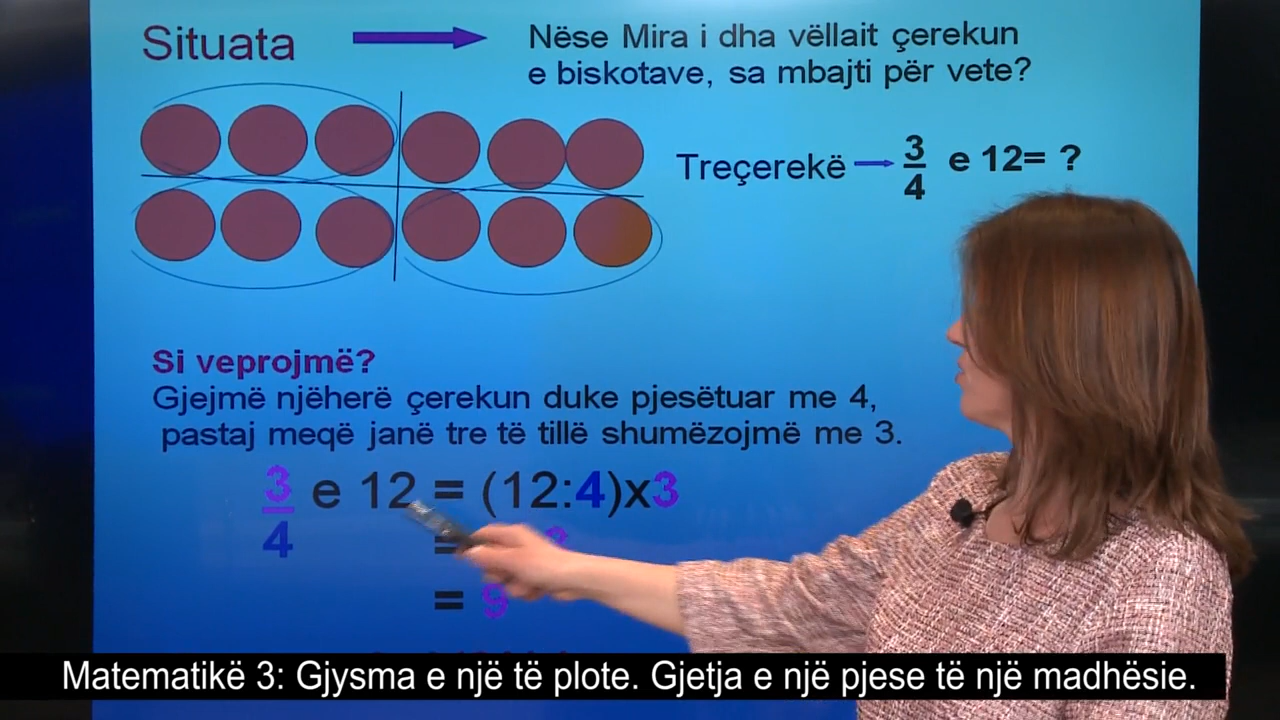 Situata
Nëse Mira i dha vëllait çerekun
e biskotave, sa mbajti për vete?
Treçerekë 3/4 e 12= ?
Si veprojmë?
Gjejmë njëherë çerekun duke pjesëtuar me 4,
pastaj meqë janë tre të tillë shumëzojmë me 3.
3/4 e 12 = (12:4)x3
=
= 9
Matematikë 3: Gjysma e një të plote. Gjetja e një pjese të një madhësie.